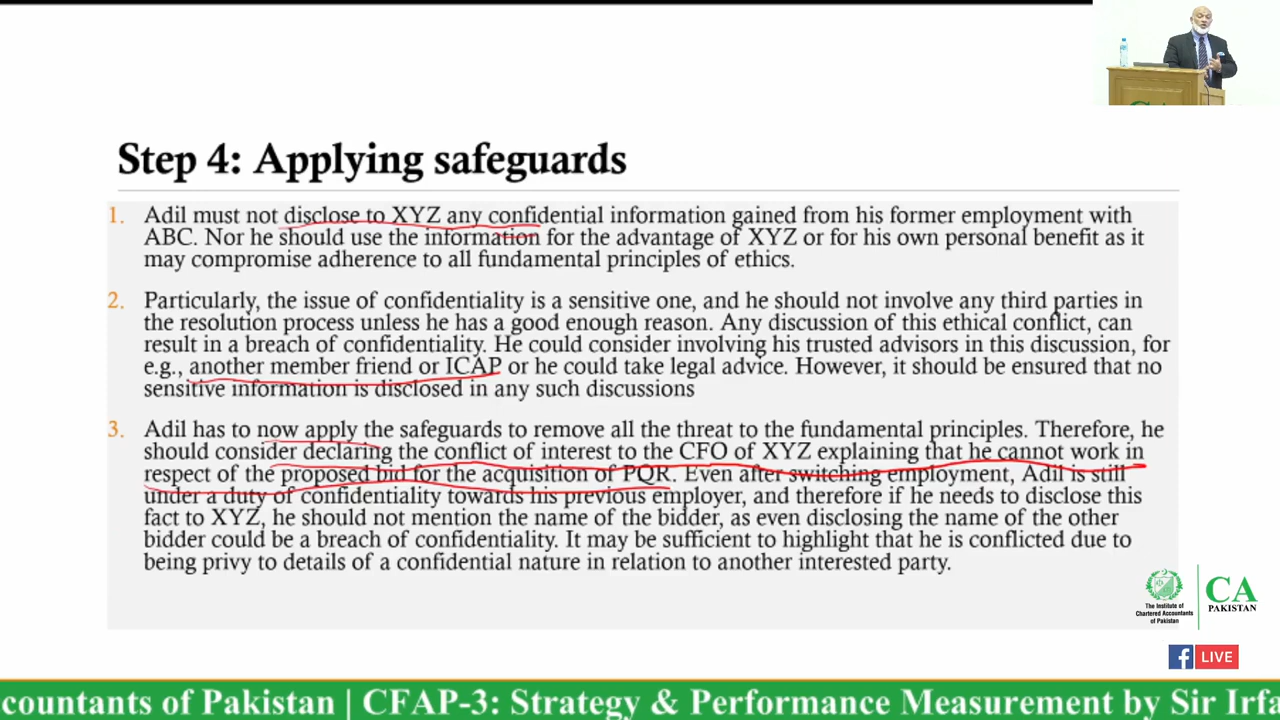 Step 4: Applying safeguards
1. Adil must not disclose to XYZ any confidential information gained from his former employment with
ABC. Nor he should use the information for the advantage of XYZ or for his own personal benefit as it
may compromise adherence to all fundamental principles of ethics.
2. Particularly, the issue of confidentiality is a sensitive one, and he should not involve any third parties in
the resolution process unless he has a good enough reason. Any discussion of this ethical conflict, can
result in a breach of confidentiality. He could consider involving his trusted advisors in this discussion, for
e.g., another member friend or ICAP or he could take legal advice. However, it should be ensured that no
sensitive information is disclosed in any such discussions
3. Adil has to now apply the safeguards to remove all the threat to the fundamental principles. Therefore, he
should consider declaring the conflict of interest to the CFO of XYZ explaining that he cannot work in
respect of the proposed bid for the acquisition of PQR. Even after switching employment, Adil is still
under a duty of confidentiality towards his previous employer, and therefore if he needs to disclose this
fact to XYZ, he should not mention the name of the bidder, as even disclosing the name of the other
bidder could be a breach of confidentiality. It may be sufficient to highlight that he is conflicted due to
being privy to details of a confidential nature in relation to another interested party.
The Institute of
Chartered Accountants
of Pakistan
CA
PAKISTAN
f LIVE
countants of Pakistan | CFAP-3: Strategy & Performance Measurement by Sir Irfa